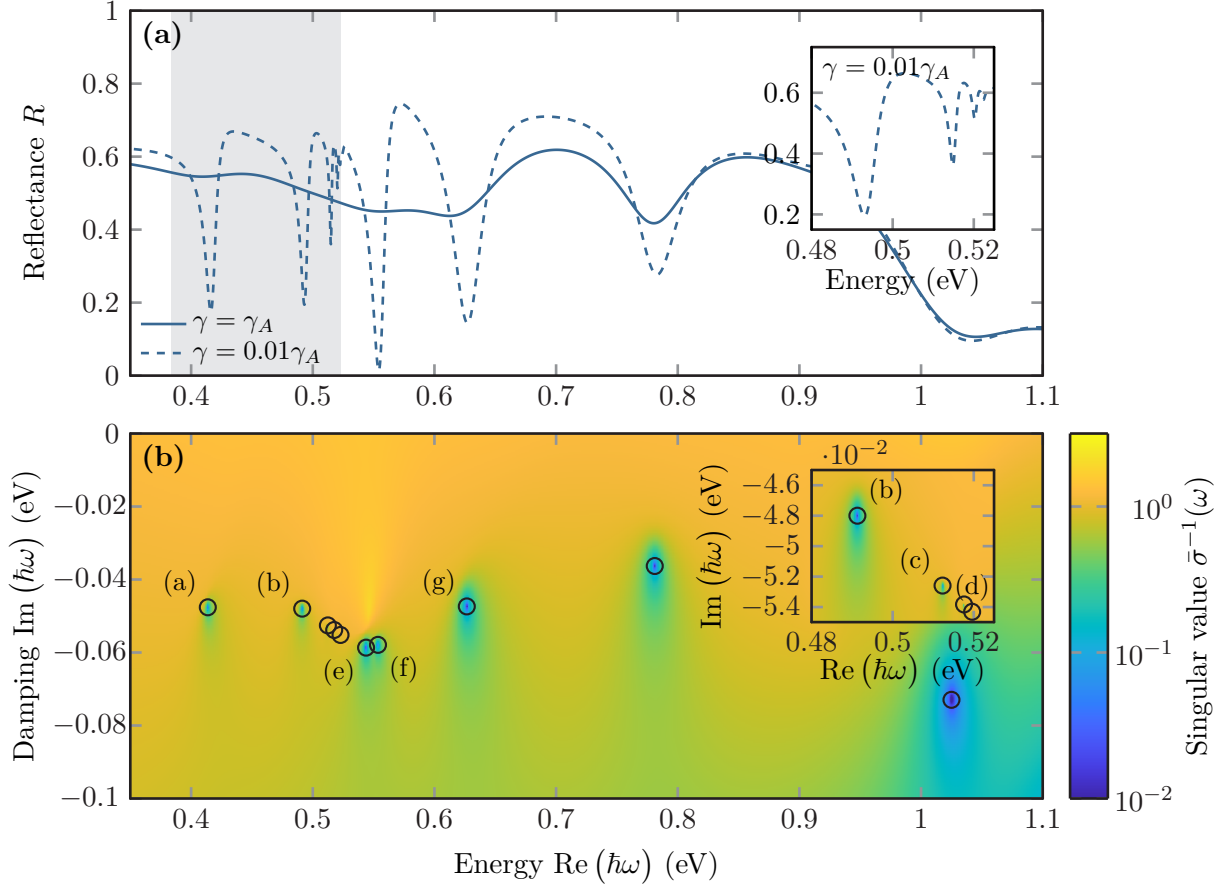 (a)
1
0.8
0.6
0.4
0.2
0
Reflectance R
γ = γ_A
γ = 0.01γ_A
0.4
0.5
0.6
0.7
0.8
0.9
1
1.1
γ = 0.01γ_A
0.6
0.4
0.2
0.48
0.5
0.52
Energy (eV)
(b)
0
−0.02
−0.04
−0.06
−0.08
−0.1
Damping Im (ℏω) (eV)
(a)
(b)
(e)
(f)
(g)
0.4
0.5
0.6
0.7
0.8
0.9
1
1.1
Energy Re (ℏω) (eV)
·10⁻²
−4.6
−4.8
−5
−5.2
−5.4
Im (ℏω) (eV)
(b)
(c)
(d)
0.48
0.5
0.52
Re (ℏω) (eV)
10⁰
10⁻¹
10⁻²
Singular value σ̄⁻¹(ω)